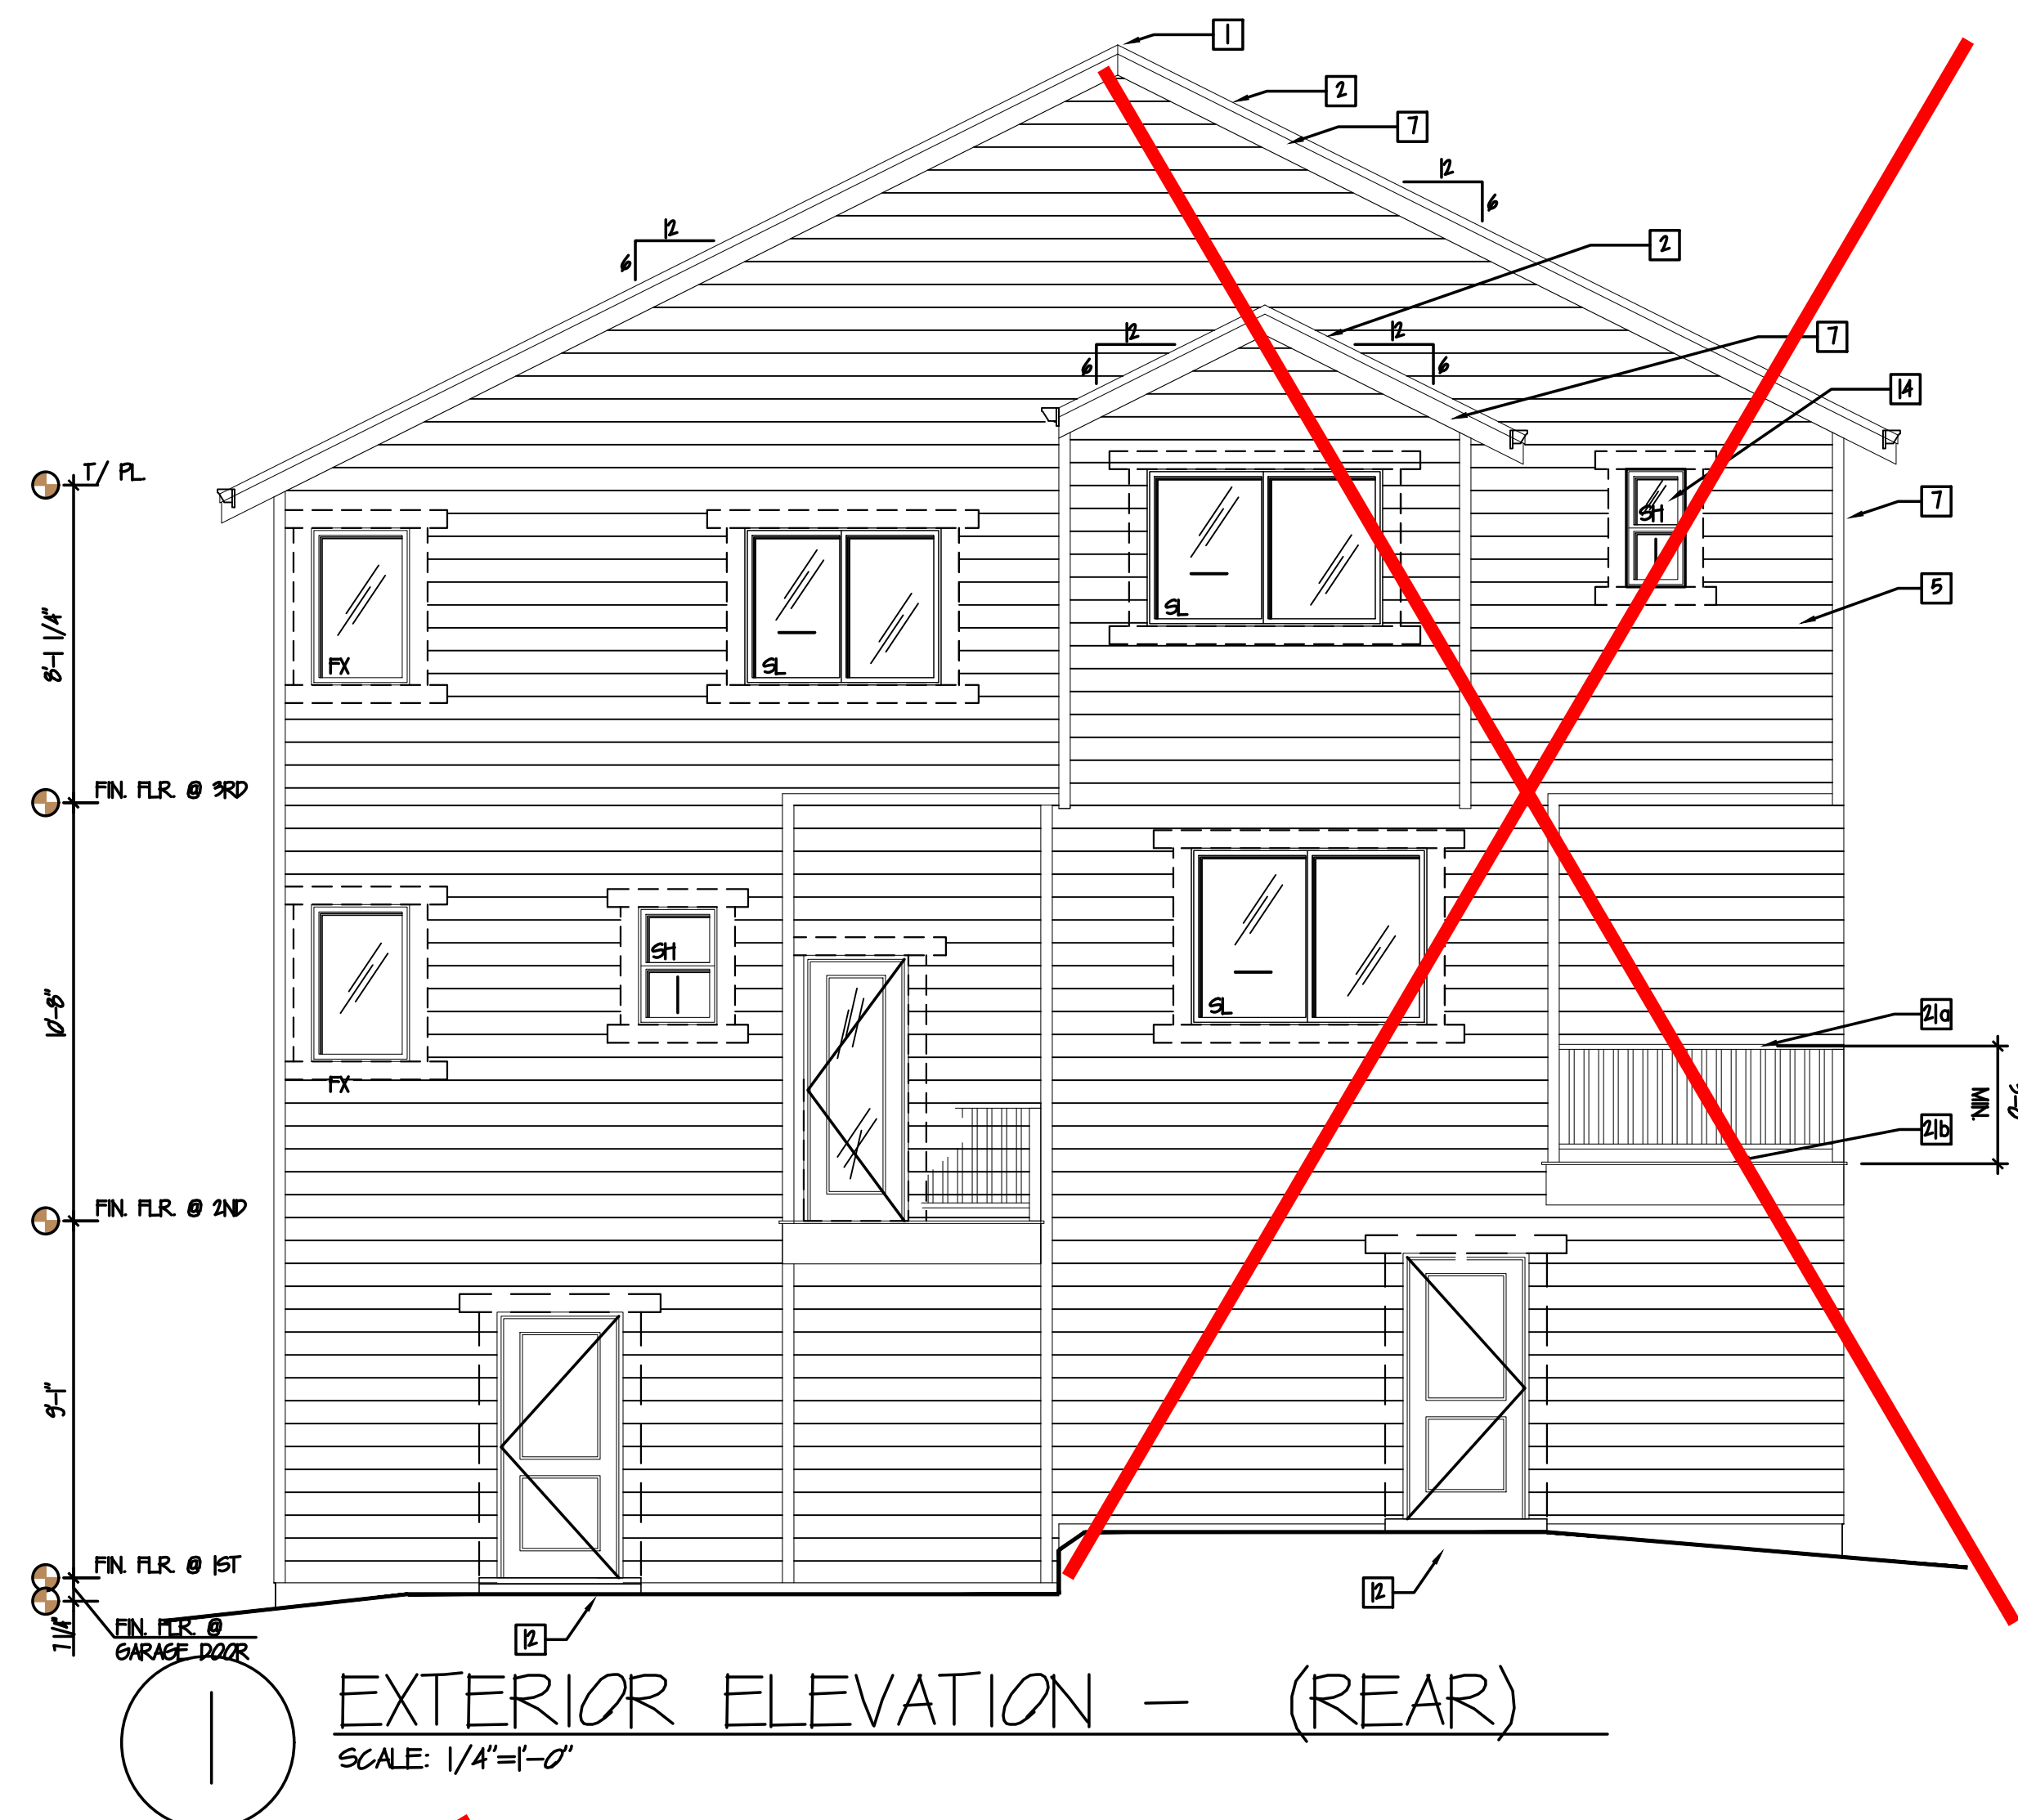 1
2
7
12
6
12
6
2
12
6
12
6
7
14
T/ PL.
7
SH
SL
5
8'-1 1/4"
FX
SL
FIN. FLR. @ 3RD
SH
10'-8"
SL
21a
FX
MIN.
21b
FIN. FLR. @ 2ND
9'-1"
FIN. FLR. @ 1ST
12
7 1/4"
FIN. FLR. @
GARAGE DOOR
12
1
EXTERIOR ELEVATION - (REAR)
SCALE: 1/4"=1'-0"